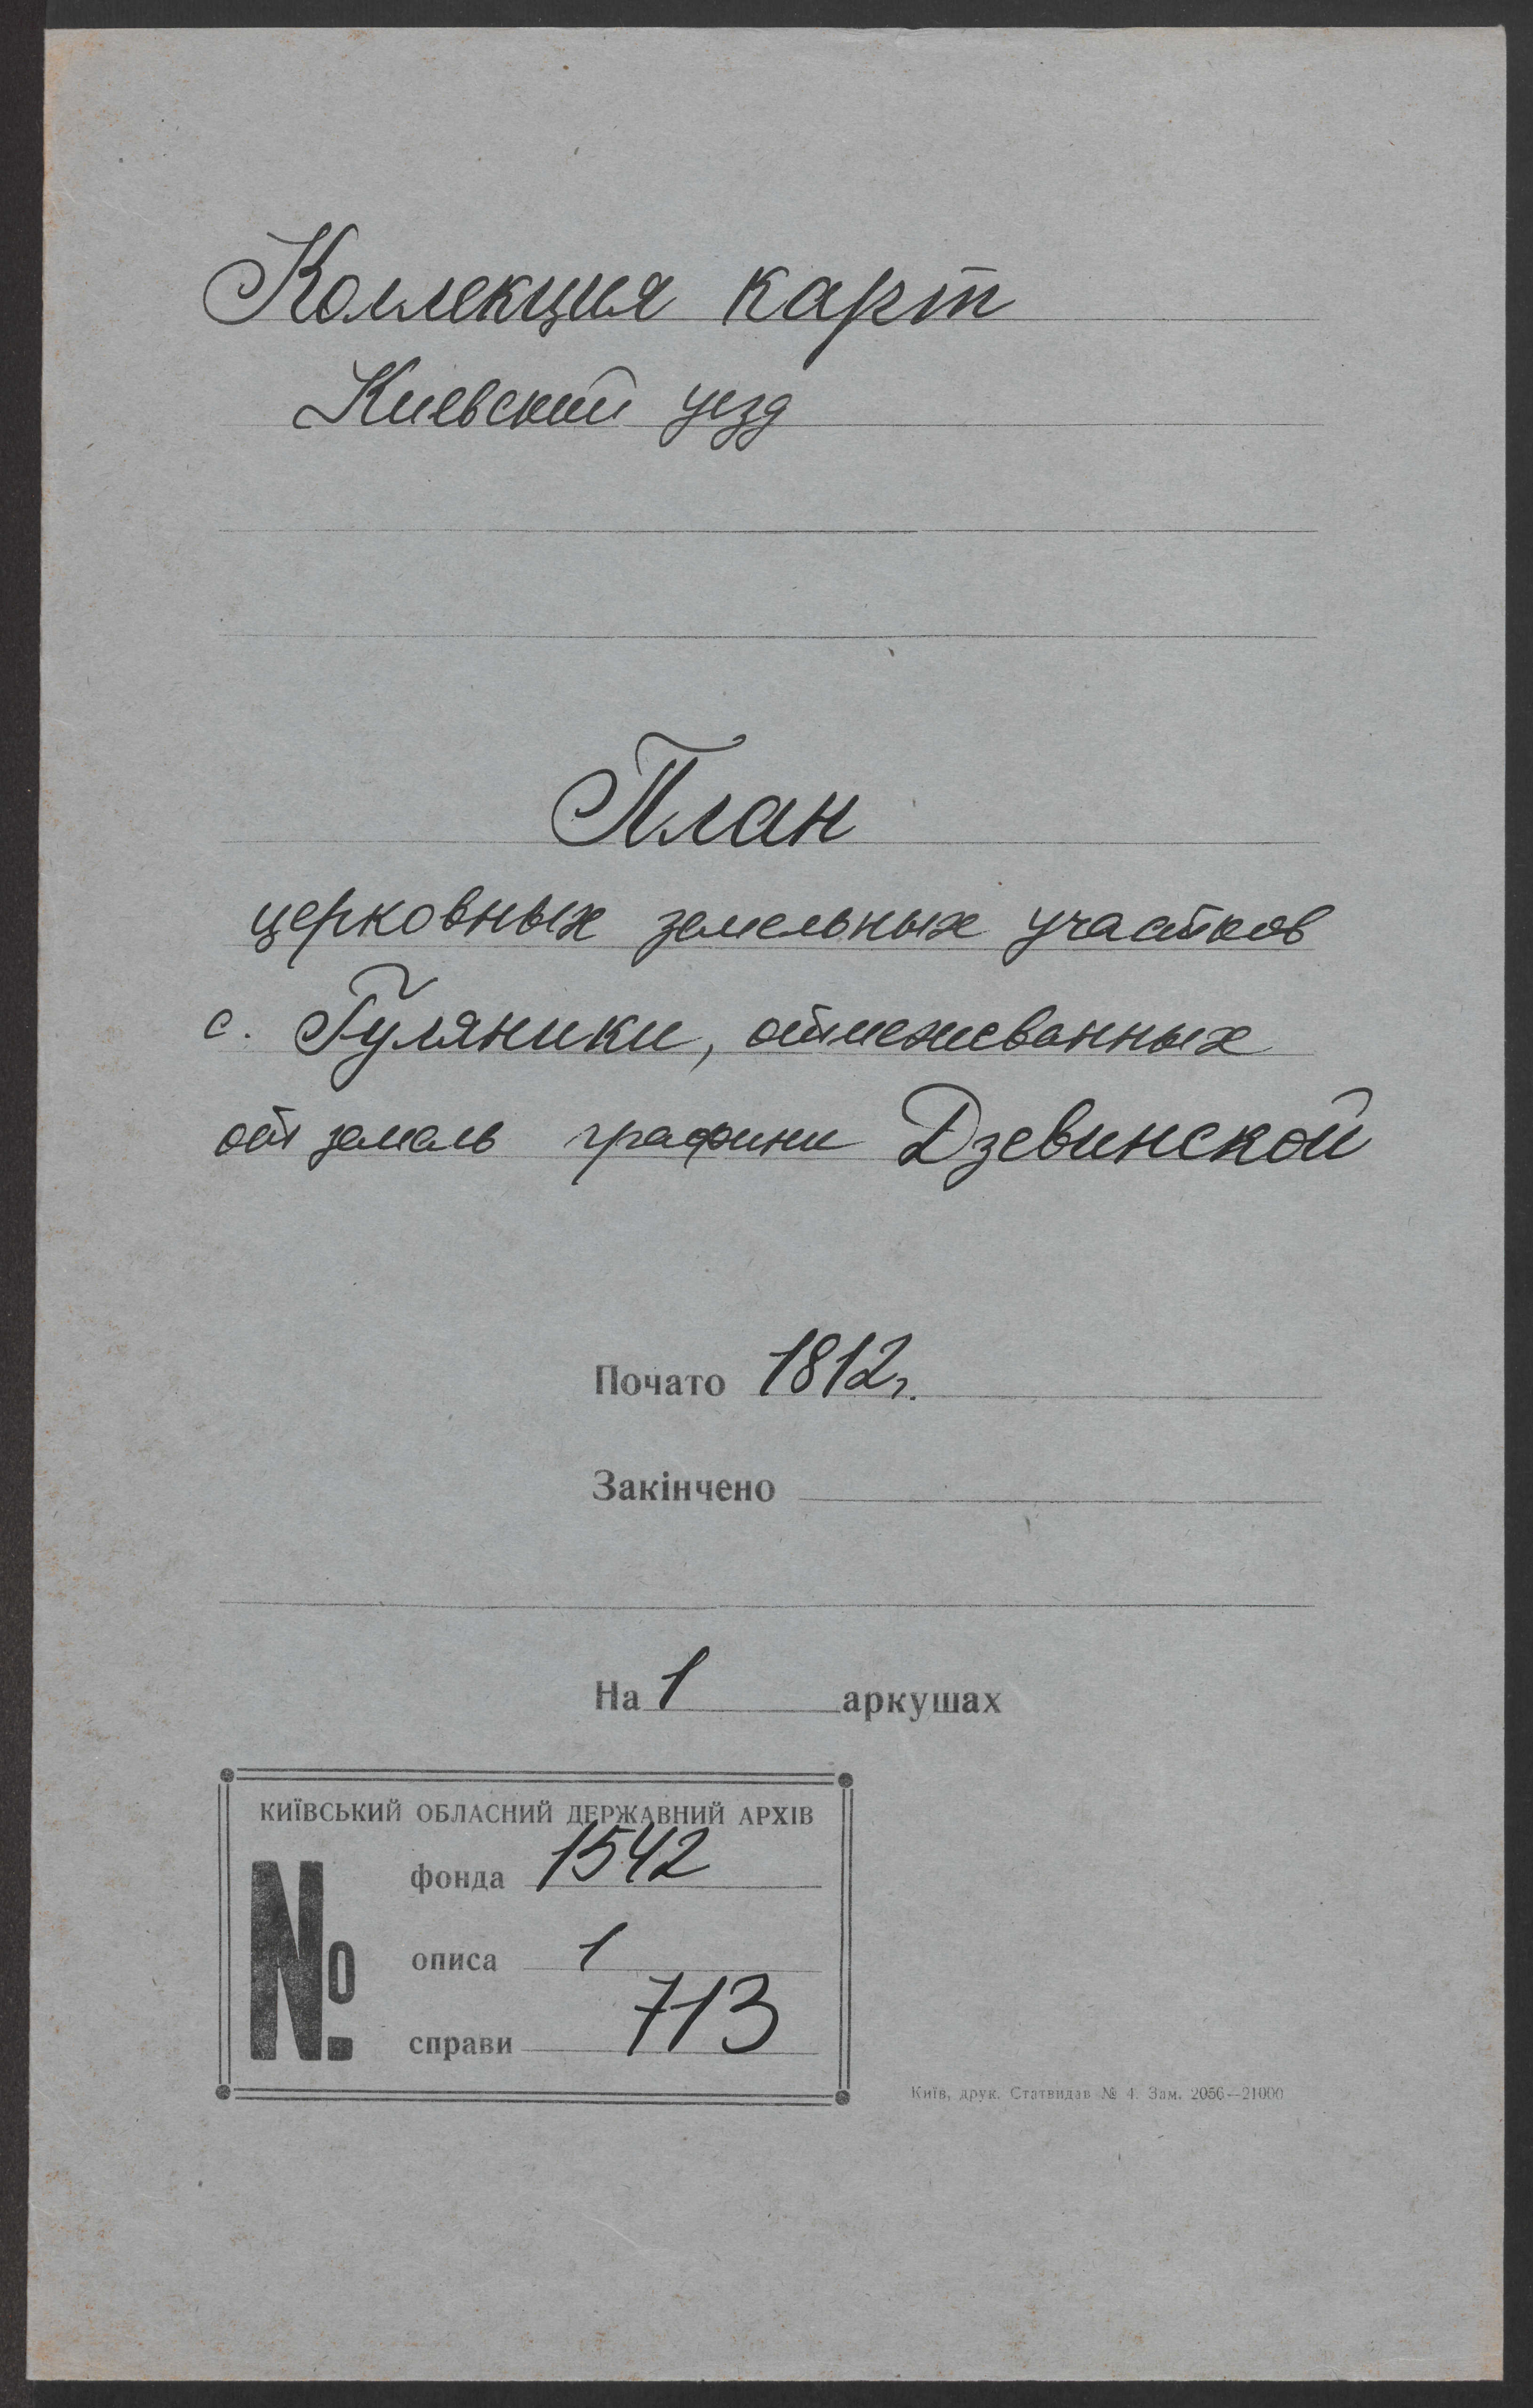 Коллекция карт
Киевский уезд
План
церковных земельных участков
с. Гуляники, отмежеванных
от земель графини Дзевинской
Почато 1812 г.
Закінчено
На 1 аркушах
КИЇВСЬКИЙ ОБЛАСНИЙ ДЕРЖАВНИЙ АРХІВ
№
фонда 1542
описа 1
справи 713
Київ, друк. Статвидав № 4. Зам. 2056—21000